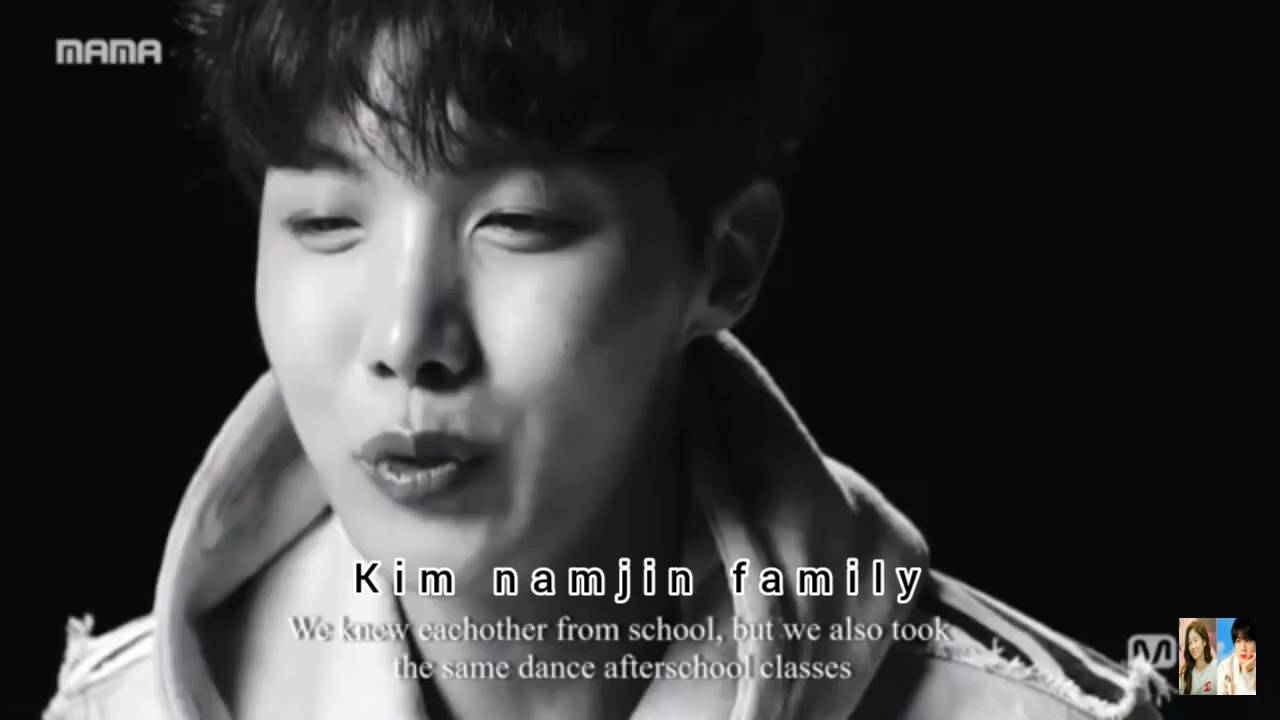 MAMA
Kim namjin family
We knew eachother from school, but we also took
the same dance afterschool classes
M